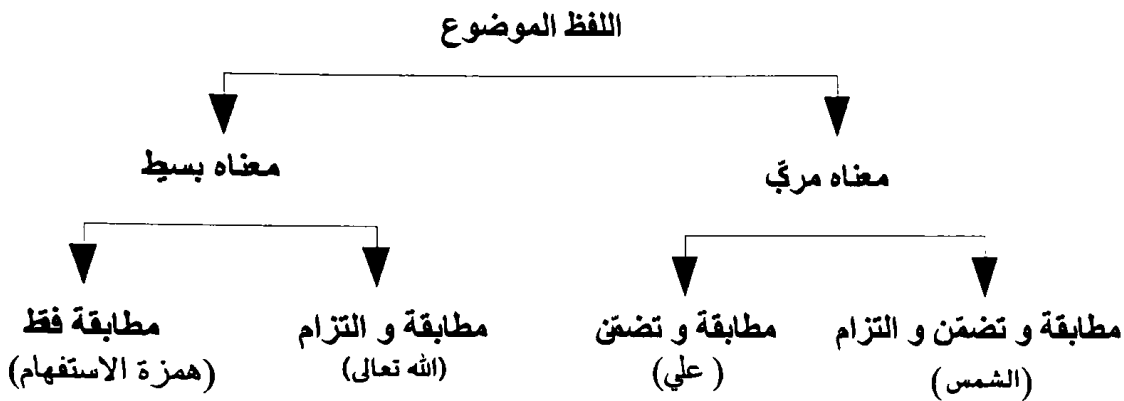 اللفظ الموضوع
معناه مركّب
معناه بسيط
مطابقة و تضمّن و التزام
(الشمس)
مطابقة و تضمّن
(علي)
مطابقة و التزام
(الله تعالى)
مطابقة فقط
(همزة الاستفهام)